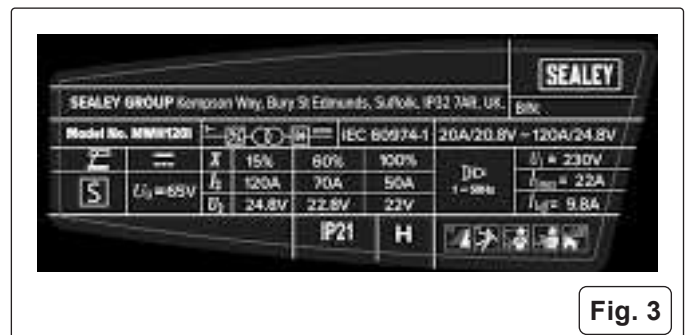 SEALEY
SEALEY GROUP Kempson Way, Bury St Edmunds, Suffolk, IP32 7AR, UK.
Model No. IEC 60974-1 20A/20.8V ~ 120A/24.8V
X 15% 60% 100% U₁ = 230V
S U₀=65V I₂ 120A 70A 50A 1~50Hz I₁max= 22A
U₂ 24.8V 22.8V 22V I₁eff= 9.8A
IP21 H
Fig. 3